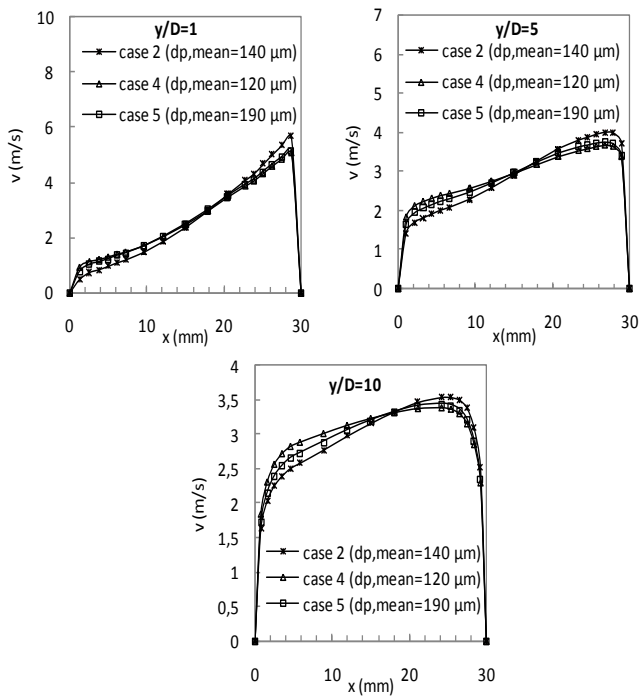 y/D=1
10
8
6
4
2
0
v (m/s)
case 2 (dp,mean=140 µm)
case 4 (dp,mean=120 µm)
case 5 (dp,mean=190 µm)
0 10 20 30
x (mm)
y/D=5
7
6
5
4
3
2
1
0
v (m/s)
case 2 (dp,mean=140 µm)
case 4 (dp,mean=120 µm)
case 5 (dp,mean=190 µm)
0 10 20 30
x(mm)
y/D=10
4
3,5
3
2,5
2
1,5
1
0,5
0
v (m/s)
case 2 (dp,mean=140 µm)
case 4 (dp,mean=120 µm)
case 5 (dp,mean=190 µm)
0 10 20 30
x (mm)